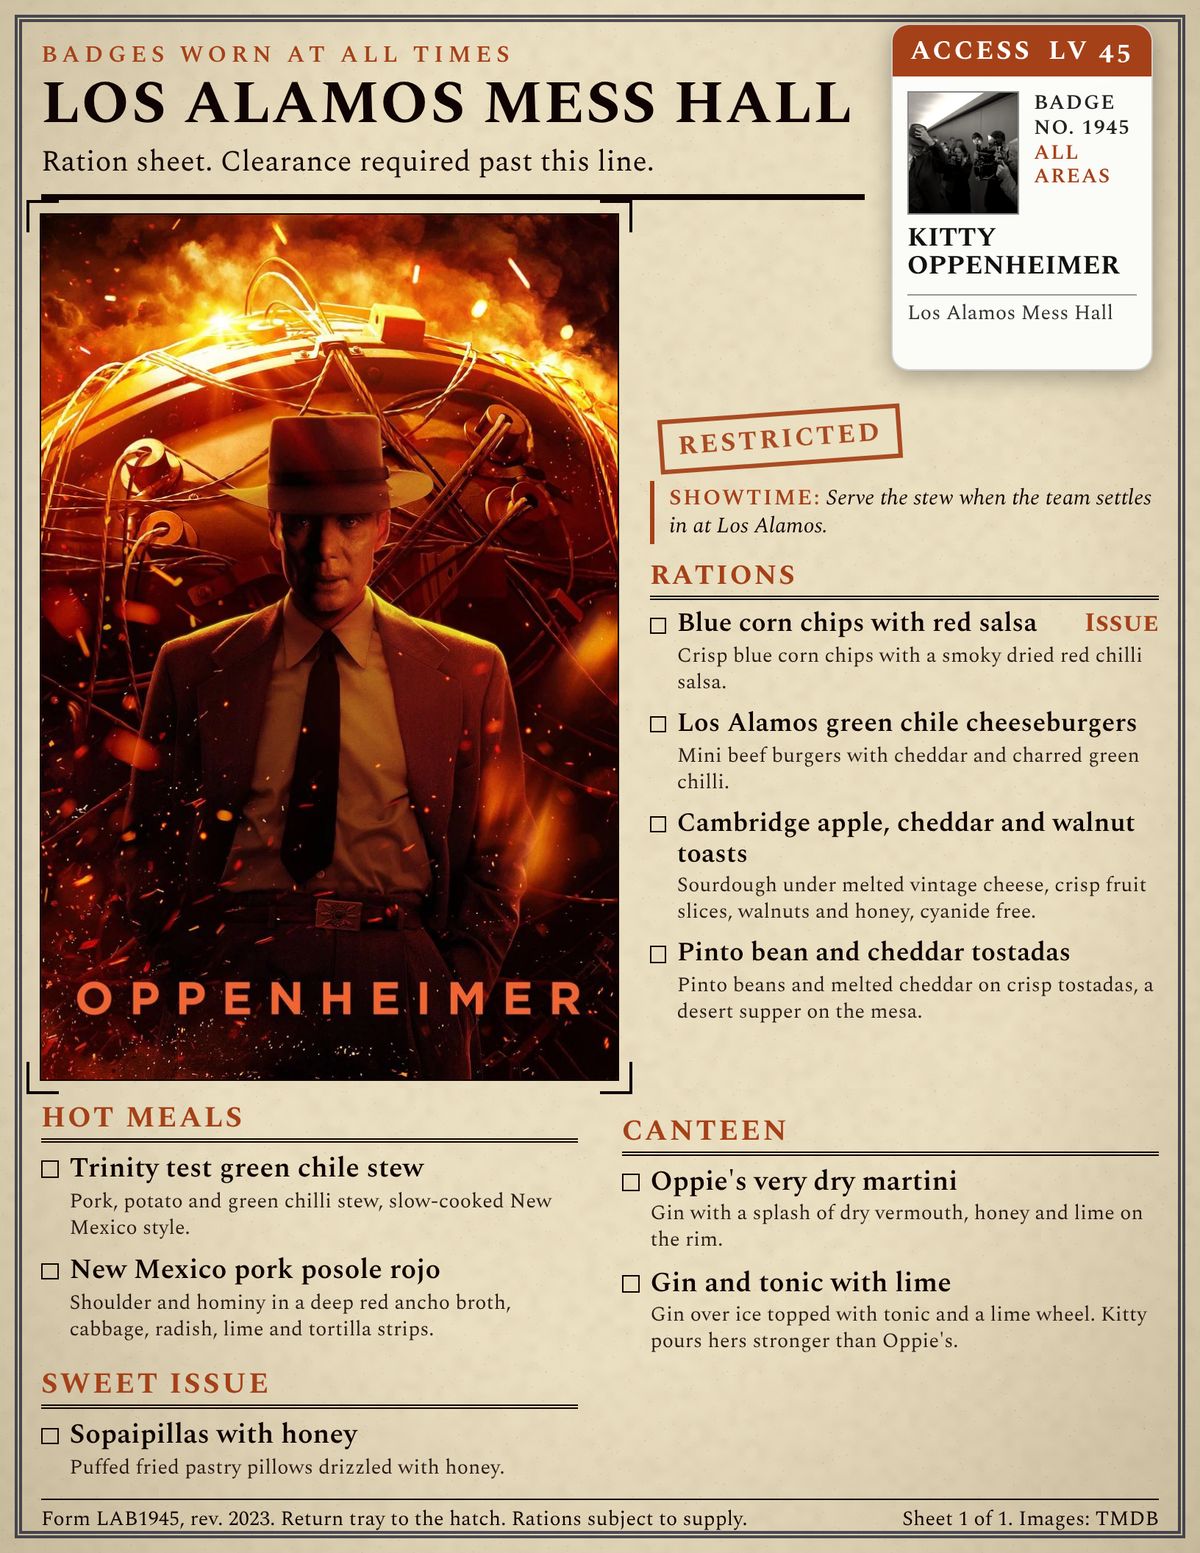 BADGES WORN AT ALL TIMES
LOS ALAMOS MESS HALL
Ration sheet. Clearance required past this line.
ACCESS LV 45
BADGE
NO. 1945
ALL
AREAS
KITTY
OPPENHEIMER
Los Alamos Mess Hall
OPPENHEIMER
RESTRICTED
SHOWTIME: Serve the stew when the team settles
in at Los Alamos.
RATIONS
Blue corn chips with red salsa ISSUE
Crisp blue corn chips with a smoky dried red chilli
salsa.
Los Alamos green chile cheeseburgers
Mini beef burgers with cheddar and charred green
chilli.
Cambridge apple, cheddar and walnut
toasts
Sourdough under melted vintage cheese, crisp fruit
slices, walnuts and honey, cyanide free.
Pinto bean and cheddar tostadas
Pinto beans and melted cheddar on crisp tostadas, a
desert supper on the mesa.
HOT MEALS
Trinity test green chile stew
Pork, potato and green chilli stew, slow-cooked New
Mexico style.
New Mexico pork posole rojo
Shoulder and hominy in a deep red ancho broth,
cabbage, radish, lime and tortilla strips.
SWEET ISSUE
Sopaipillas with honey
Puffed fried pastry pillows drizzled with honey.
CANTEEN
Oppie's very dry martini
Gin with a splash of dry vermouth, honey and lime on
the rim.
Gin and tonic with lime
Gin over ice topped with tonic and a lime wheel. Kitty
pours hers stronger than Oppie's.
Form LAB1945, rev. 2023. Return tray to the hatch. Rations subject to supply.
Sheet 1 of 1. Images: TMDB